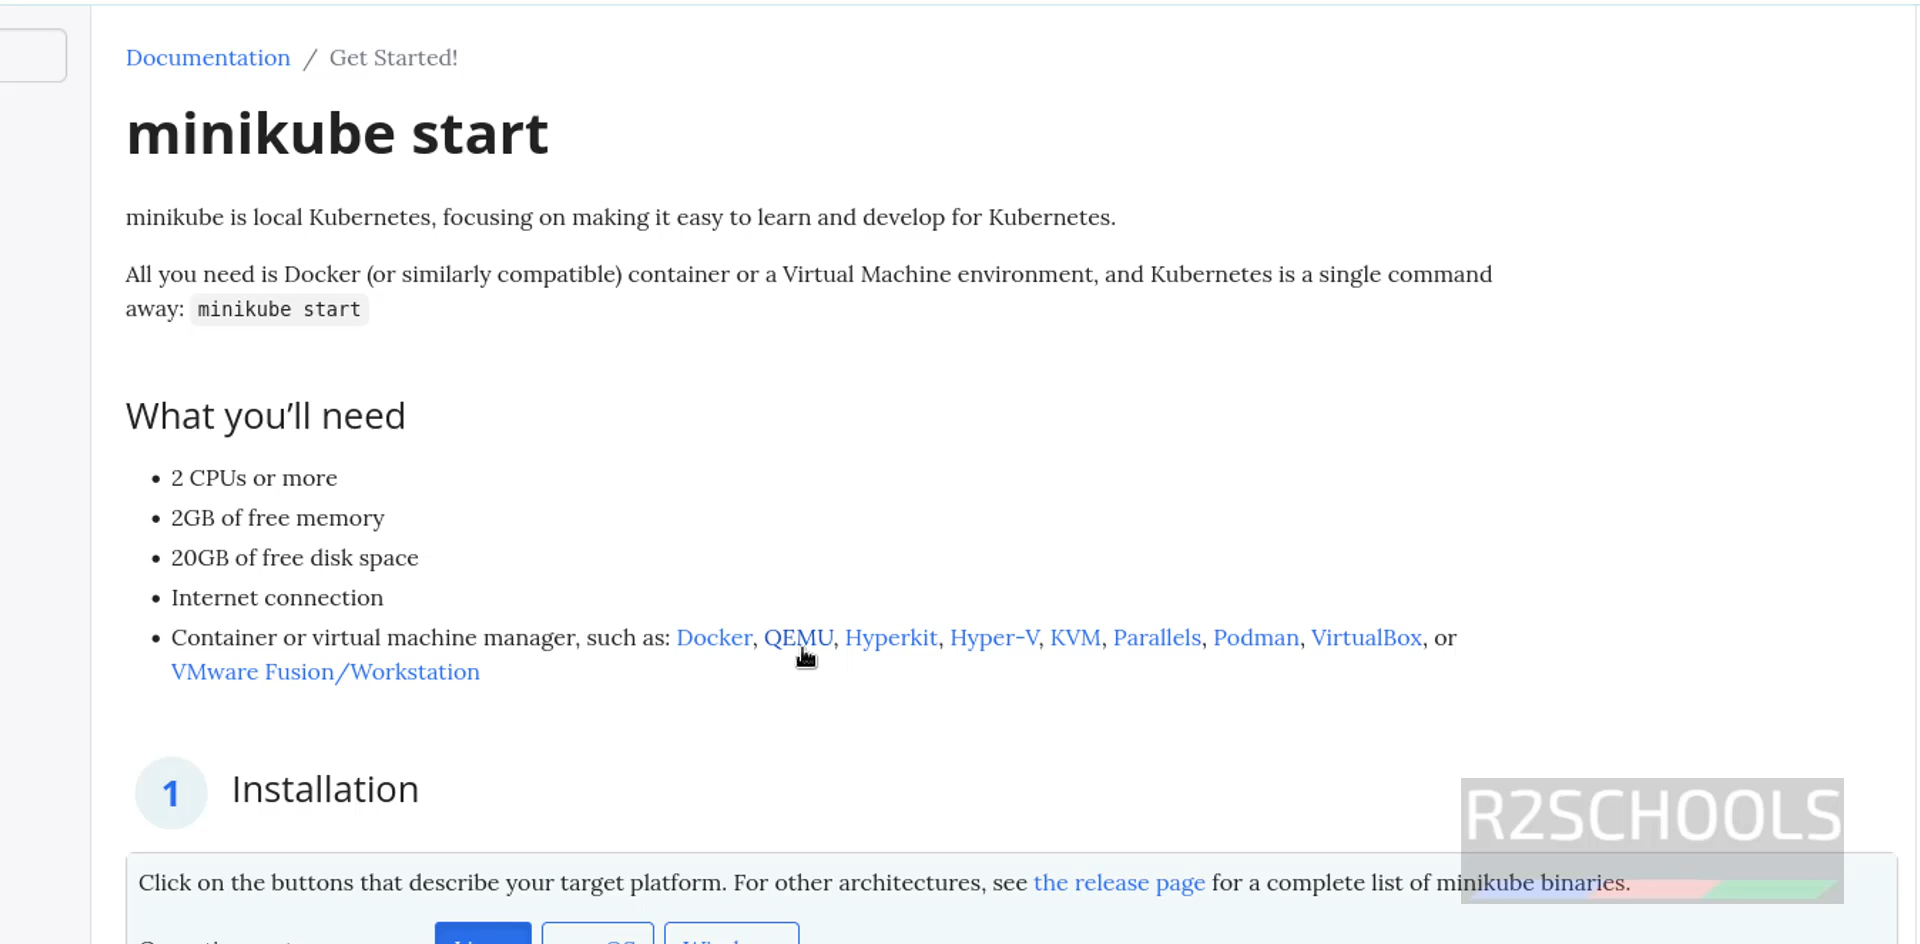 Documentation / Get Started!
minikube start
minikube is local Kubernetes, focusing on making it easy to learn and develop for Kubernetes.
All you need is Docker (or similarly compatible) container or a Virtual Machine environment, and Kubernetes is a single command
away: minikube start
What you’ll need
• 2 CPUs or more
• 2GB of free memory
• 20GB of free disk space
• Internet connection
• Container or virtual machine manager, such as: Docker, QEMU, Hyperkit, Hyper-V, KVM, Parallels, Podman, VirtualBox, or
VMware Fusion/Workstation
1 Installation
R2SCHOOLS
Click on the buttons that describe your target platform. For other architectures, see the release page for a complete list of minikube binaries.